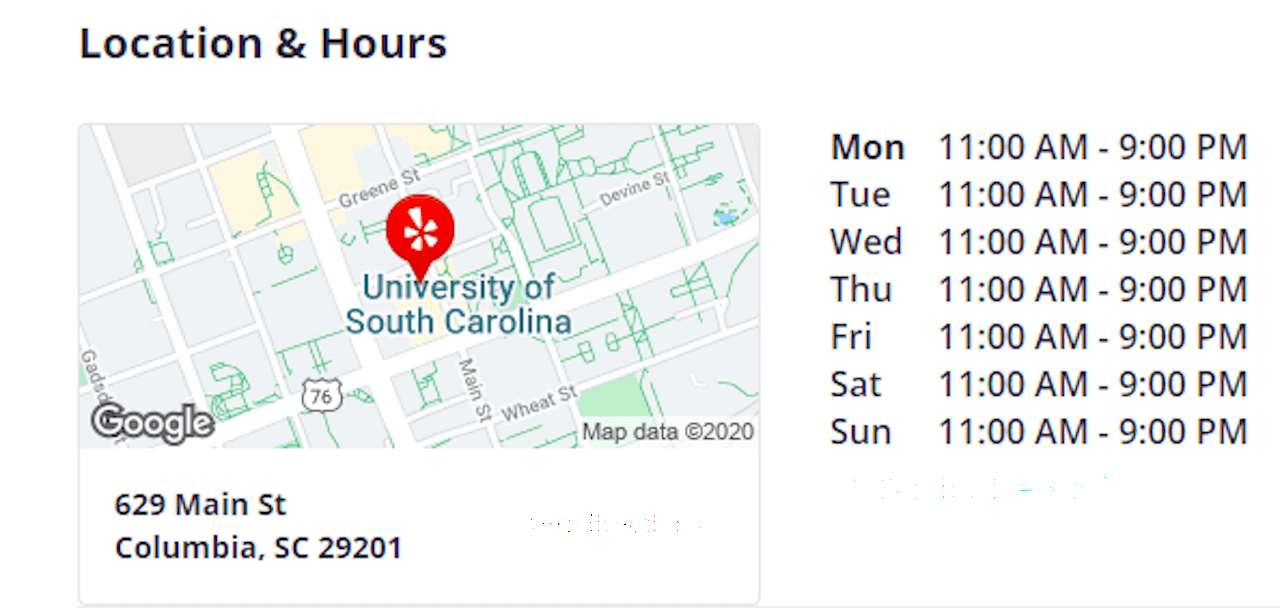 Location & Hours
Greene St
Devine St
University of
South Carolina
Gadsd
76
Main St
Wheat St
Google
Map data ©2020
629 Main St
Columbia, SC 29201
Mon 11:00 AM - 9:00 PM
Tue 11:00 AM - 9:00 PM
Wed 11:00 AM - 9:00 PM
Thu 11:00 AM - 9:00 PM
Fri 11:00 AM - 9:00 PM
Sat 11:00 AM - 9:00 PM
Sun 11:00 AM - 9:00 PM